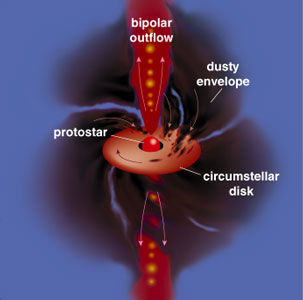 bipolar
outflow
dusty
envelope
protostar
circumstellar
disk